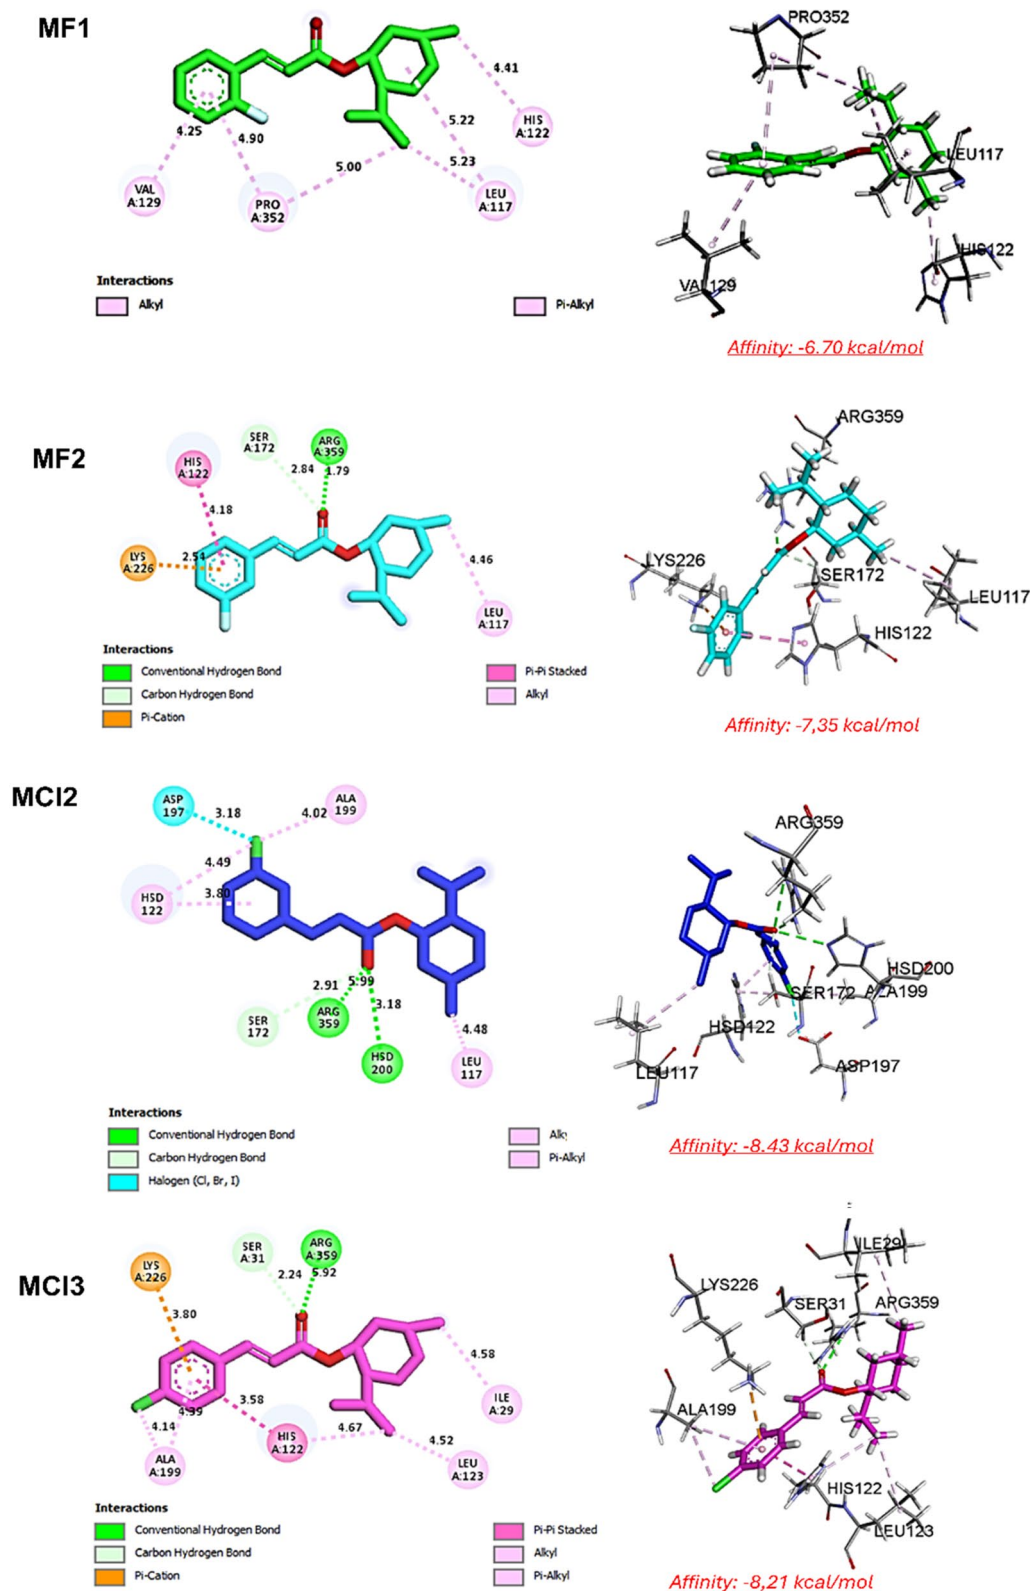 MF1
4.25
4.90
5.00
5.22
5.23
4.41
HIS
A:122
VAL
A:129
PRO
A:352
LEU
A:117
Interactions
Alkyl
Pi-Alkyl
PRO352
LEU117
HIS122
VAL129
Affinity: -6.70 kcal/mol
MF2
SER
A:172
ARG
A:359
HIS
A:122
2.84
1.79
4.18
LYS
A:226
2.54
4.46
LEU
A:117
Interactions
Conventional Hydrogen Bond
Carbon Hydrogen Bond
Pi-Cation
Pi-Pi Stacked
Alkyl
ARG359
LYS226
SER172
LEU117
HIS122
Affinity: -7,35 kcal/mol
MCl2
ASP
197
3.18
4.02
ALA
199
4.49
3.80
HSD
122
2.91
5.99
3.18
SER
172
ARG
359
HSD
200
4.48
LEU
117
Interactions
Conventional Hydrogen Bond
Carbon Hydrogen Bond
Halogen (Cl, Br, I)
Alky
Pi-Alkyl
ARG359
HSD200
SER172
ALA199
HSD122
LEU117
ASP197
Affinity: -8.43 kcal/mol
MCl3
LYS
A:226
SER
A:31
ARG
A:359
2.24
5.92
3.80
4.58
ILE
A:29
3.58
4.39
4.14
4.67
4.52
ALA
A:199
HIS
A:122
LEU
A:123
Interactions
Conventional Hydrogen Bond
Carbon Hydrogen Bond
Pi-Cation
Pi-Pi Stacked
Alkyl
Pi-Alkyl
ILE29
LYS226
SER31
ARG359
ALA199
HIS122
LEU123
Affinity: -8,21 kcal/mol